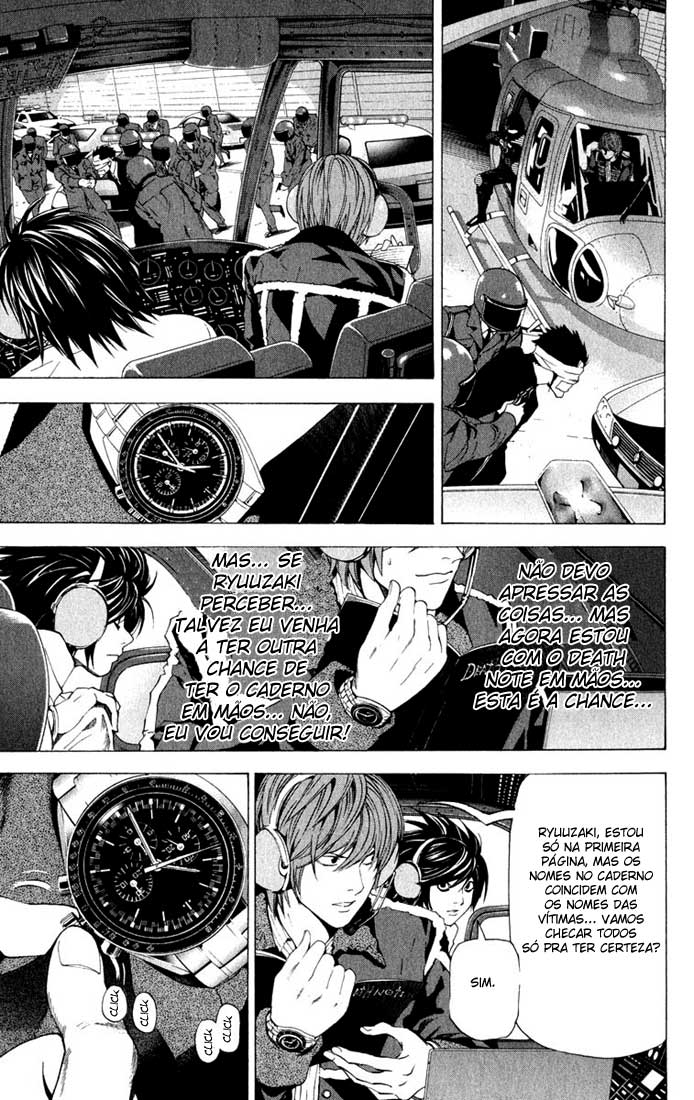 NÃO DEVO
APRESSAR AS
COISAS... MAS
AGORA ESTOU
COM O DEATH
NOTE EM MÃOS...
ESTA É A CHANCE...
MAS... SE
RYUUZAKI
PERCEBER...
TALVEZ EU VENHA
A TER OUTRA
CHANCE DE
TER O CADERNO
EM MÃOS... NÃO,
EU VOU CONSEGUIR!
RYUUZAKI, ESTOU
SÓ NA PRIMEIRA
PÁGINA, MAS OS
NOMES NO CADERNO
COINCIDEM COM
OS NOMES DAS
VÍTIMAS... VAMOS
CHECAR TODOS
SÓ PRA TER CERTEZA?
SIM.
CLICK
CLICK
CLICK
CLICK